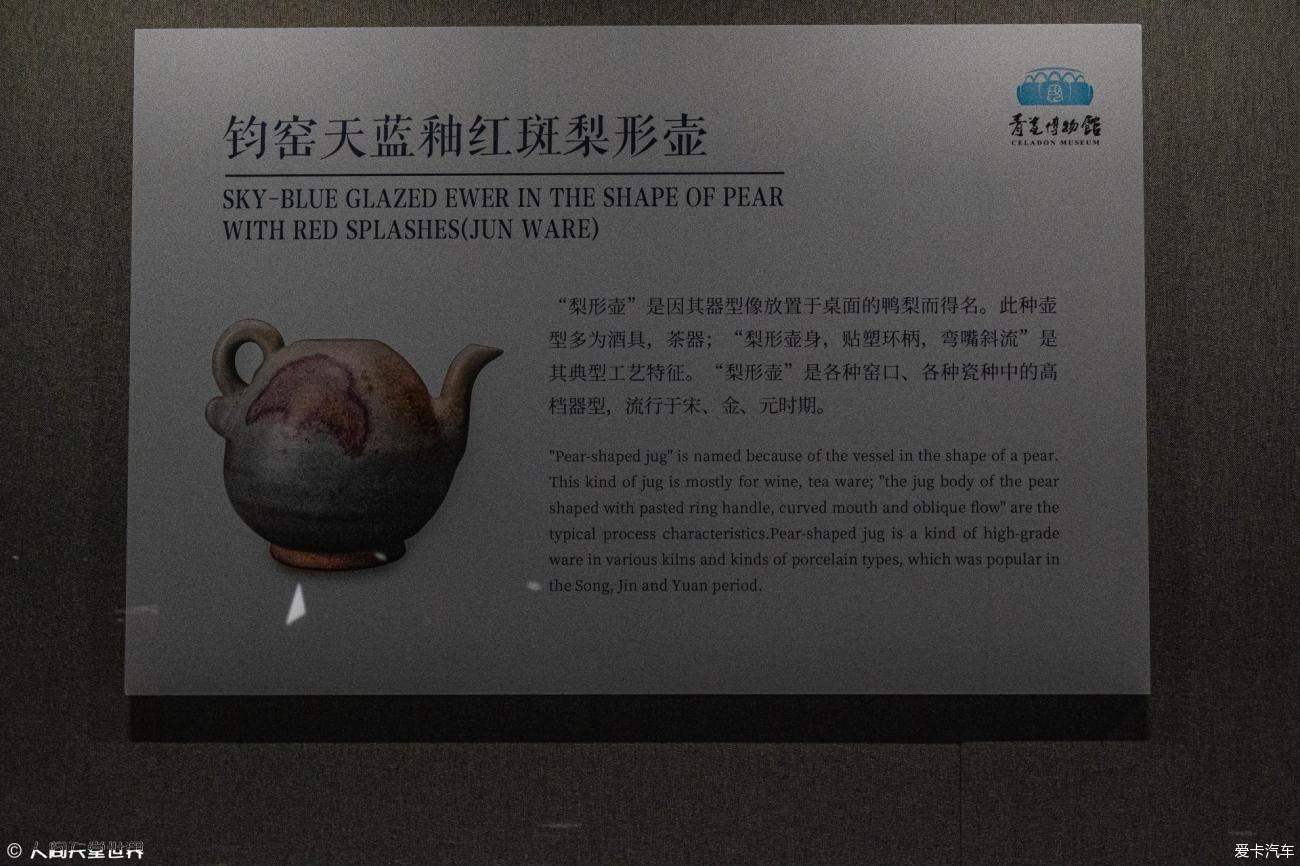 青瓷博物館
CELADON MUSEUM
钧窑天蓝釉红斑梨形壶
SKY-BLUE GLAZED EWER IN THE SHAPE OF PEAR
WITH RED SPLASHES(JUN WARE)
“梨形壶”是因其器型像放置于桌面的鸭梨而得名。此种壶
型多为酒具，茶器；“梨形壶身，贴塑环柄，弯嘴斜流”是
其典型工艺特征。“梨形壶”是各种窑口、各种瓷种中的高
档器型，流行于宋、金、元时期。
"Pear-shaped jug" is named because of the vessel in the shape of a pear.
This kind of jug is mostly for wine, tea ware; "the jug body of the pear
shaped with pasted ring handle, curved mouth and oblique flow" are the
typical process characteristics.Pear-shaped jug is a kind of high-grade
ware in various kilns and kinds of porcelain types, which was popular in
the Song, Jin and Yuan period.
© 人间天堂世界
爱卡汽车